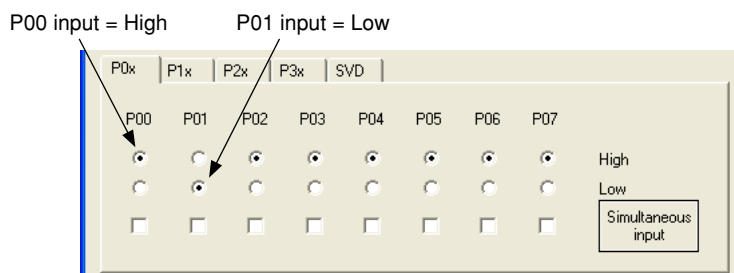 P00 input = High P01 input = Low
P0x P1x P2x P3x SVD
P00 P01 P02 P03 P04 P05 P06 P07
High
Low
Simultaneous
input